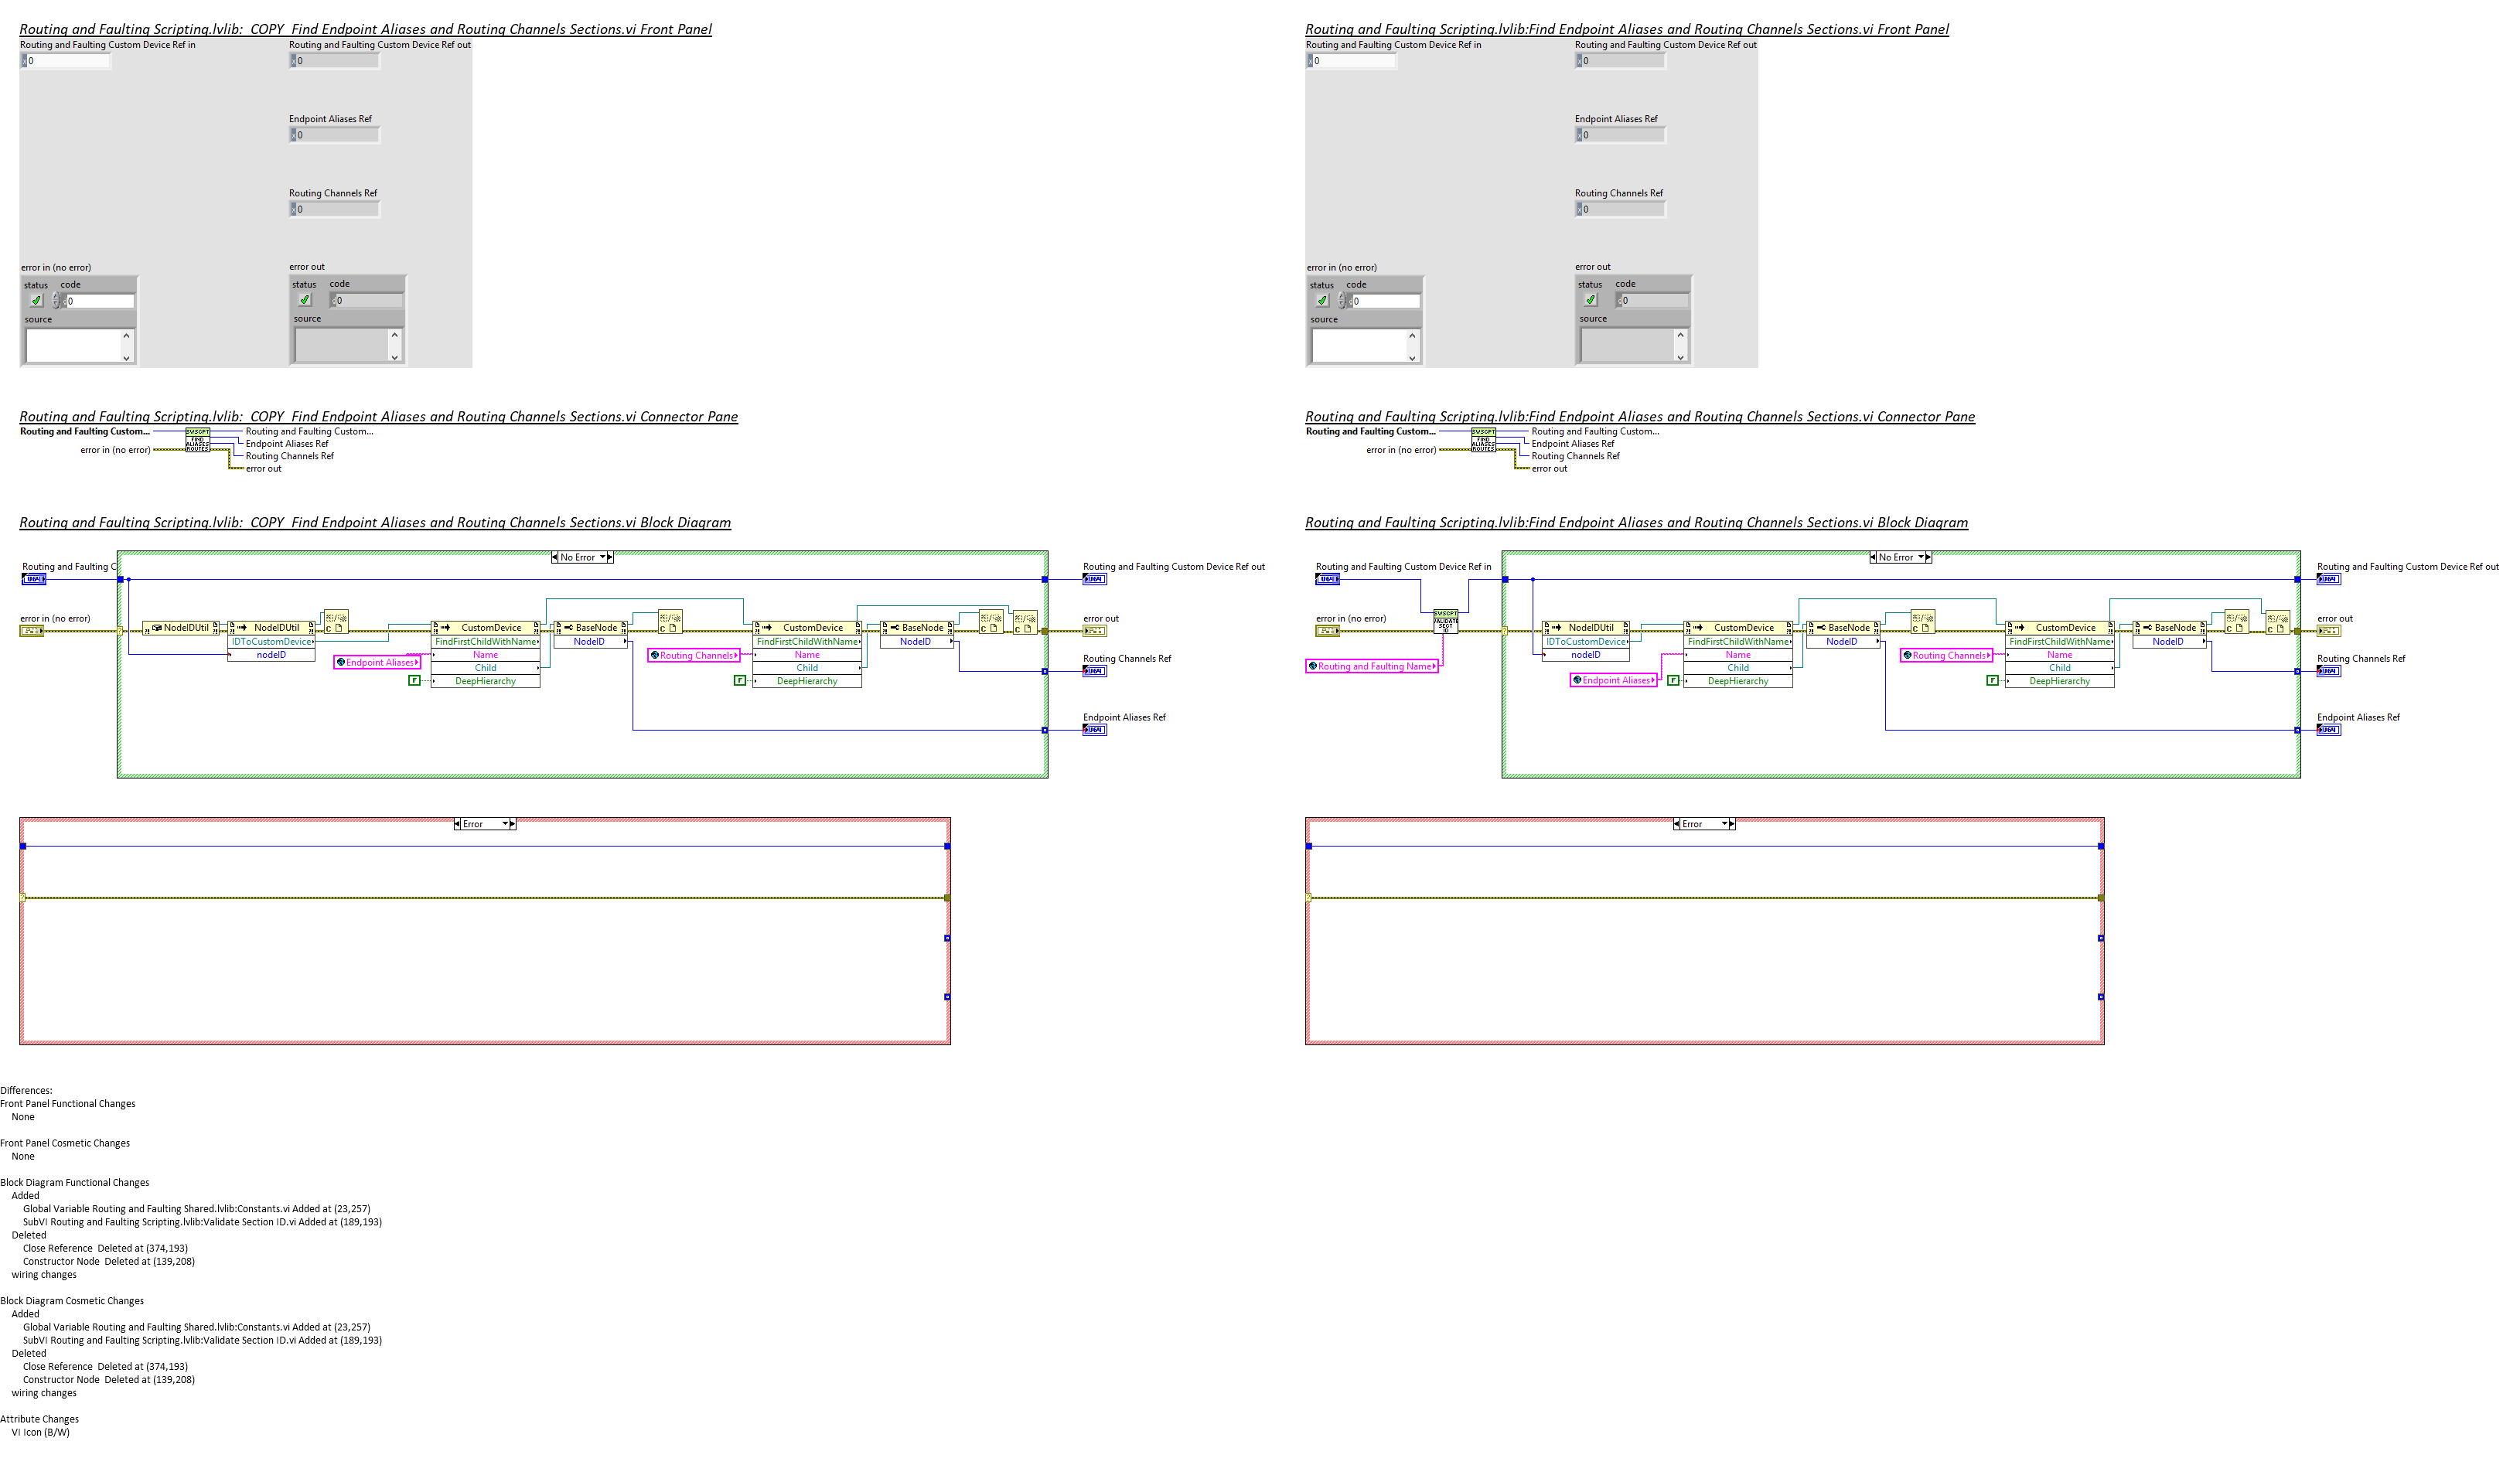 Routing and Faulting Scripting.lvlib:  COPY  Find Endpoint Aliases and Routing Channels Sections.vi Front Panel
Routing and Faulting Custom Device Ref in
Routing and Faulting Custom Device Ref out
x 0
x 0
Endpoint Aliases Ref
x 0
Routing Channels Ref
x 0
error in (no error)
error out
status code
status code
d 0
d 0
source
source
Routing and Faulting Scripting.lvlib:Find Endpoint Aliases and Routing Channels Sections.vi Front Panel
Routing and Faulting Custom Device Ref in
Routing and Faulting Custom Device Ref out
x 0
x 0
Endpoint Aliases Ref
x 0
Routing Channels Ref
x 0
error in (no error)
error out
status code
status code
d 0
d 0
source
source
Routing and Faulting Scripting.lvlib:  COPY  Find Endpoint Aliases and Routing Channels Sections.vi Connector Pane
Routing and Faulting Custom...
SWSCPT
FIND
ALIASES
ROUTES
Routing and Faulting Custom...
Endpoint Aliases Ref
error in (no error)
Routing Channels Ref
error out
Routing and Faulting Scripting.lvlib:Find Endpoint Aliases and Routing Channels Sections.vi Connector Pane
Routing and Faulting Custom...
SWSCPT
FIND
ALIASES
ROUTES
Routing and Faulting Custom...
Endpoint Aliases Ref
error in (no error)
Routing Channels Ref
error out
Routing and Faulting Scripting.lvlib:  COPY  Find Endpoint Aliases and Routing Channels Sections.vi Block Diagram
No Error
Routing and Faulting C
U64
Routing and Faulting Custom Device Ref out
U64
error in (no error)
NodeIDUtil
NodeIDUtil
IDToCustomDevice
nodeID
Endpoint Aliases
F
CustomDevice
FindFirstChildWithName
Name
Child
DeepHierarchy
BaseNode
NodeID
Routing Channels
F
CustomDevice
FindFirstChildWithName
Name
Child
DeepHierarchy
BaseNode
NodeID
error out
Routing Channels Ref
U64
Endpoint Aliases Ref
U64
Error
Routing and Faulting Scripting.lvlib:Find Endpoint Aliases and Routing Channels Sections.vi Block Diagram
No Error
Routing and Faulting Custom Device Ref in
U64
Routing and Faulting Custom Device Ref out
U64
error in (no error)
SWSCPT
VALIDATE
SECT
ID
Routing and Faulting Name
NodeIDUtil
IDToCustomDevice
nodeID
Endpoint Aliases
F
CustomDevice
FindFirstChildWithName
Name
Child
DeepHierarchy
BaseNode
NodeID
Routing Channels
F
CustomDevice
FindFirstChildWithName
Name
Child
DeepHierarchy
BaseNode
NodeID
error out
Routing Channels Ref
U64
Endpoint Aliases Ref
U64
Error
Differences:
Front Panel Functional Changes
None
Front Panel Cosmetic Changes
None
Block Diagram Functional Changes
Added
Global Variable Routing and Faulting Shared.lvlib:Constants.vi Added at (23,257)
SubVI Routing and Faulting Scripting.lvlib:Validate Section ID.vi Added at (189,193)
Deleted
Close Reference  Deleted at (374,193)
Constructor Node  Deleted at (139,208)
wiring changes
Block Diagram Cosmetic Changes
Added
Global Variable Routing and Faulting Shared.lvlib:Constants.vi Added at (23,257)
SubVI Routing and Faulting Scripting.lvlib:Validate Section ID.vi Added at (189,193)
Deleted
Close Reference  Deleted at (374,193)
Constructor Node  Deleted at (139,208)
wiring changes
Attribute Changes
VI Icon (B/W)